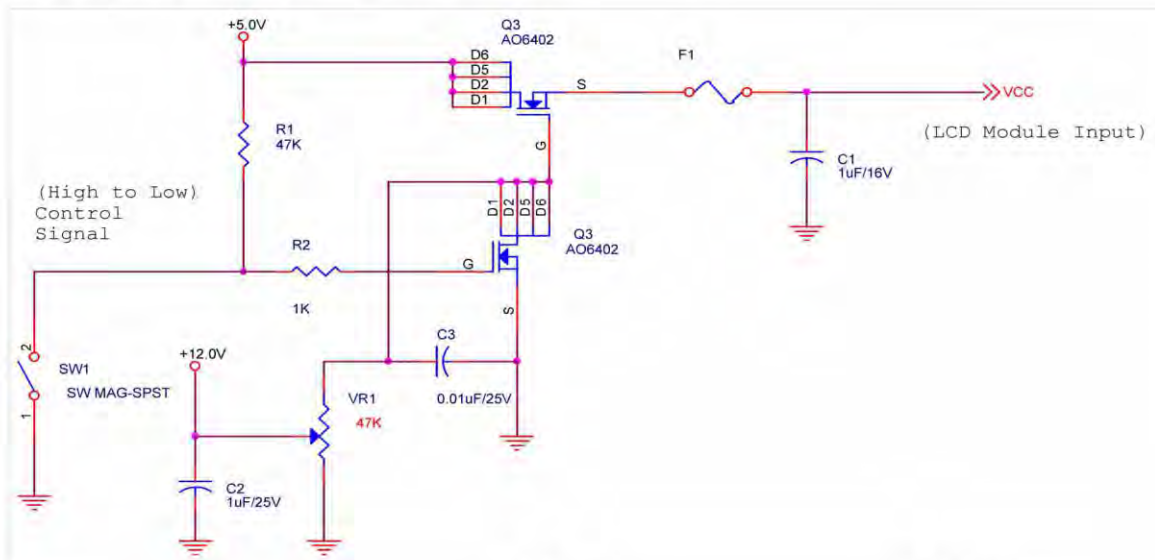 +5.0V
Q3
AO6402
D6
D5
D2
D1
S
G
F1
VCC
(LCD Module Input)
R1
47K
C1
1uF/16V
(High to Low)
Control
Signal
D1
D2
D5
D6
Q3
AO6402
R2
G
1K
S
+12.0V
C3
0.01uF/25V
2
SW1
SW MAG-SPST
1
VR1
47K
C2
1uF/25V